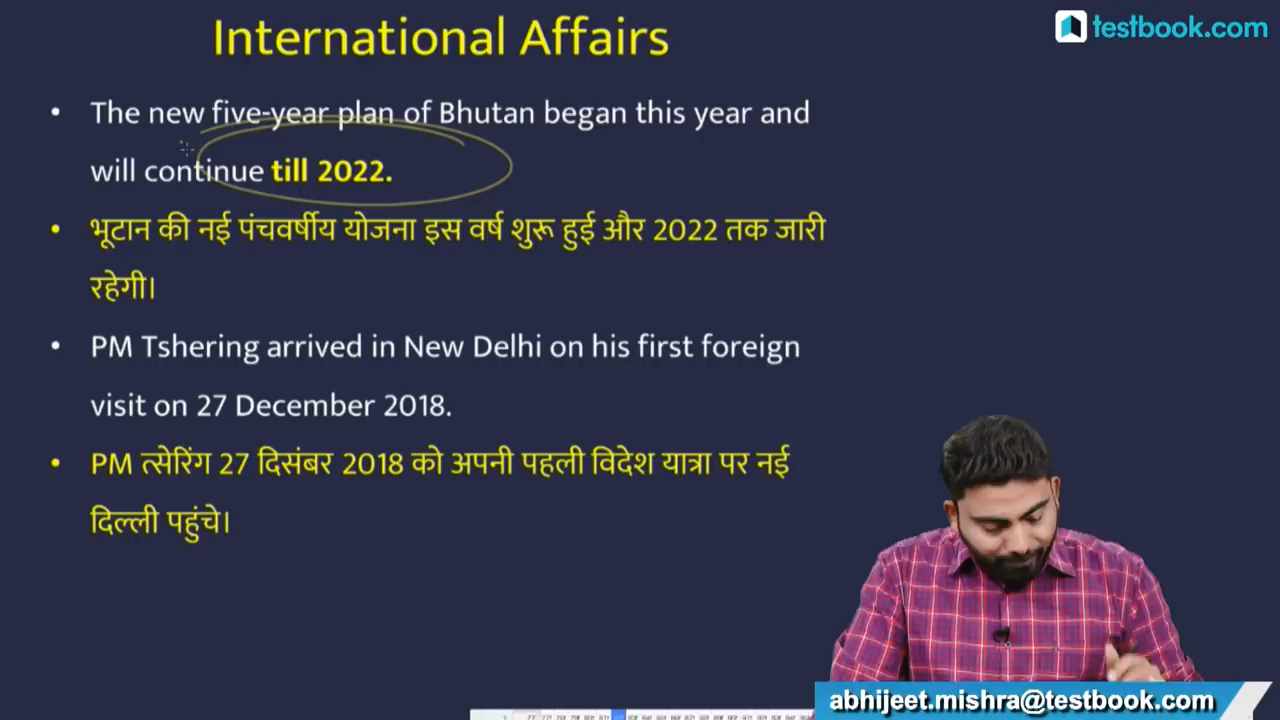 International Affairs
testbook.com
• The new five-year plan of Bhutan began this year and
will continue till 2022.
• भूटान की नई पंचवर्षीय योजना इस वर्ष शुरू हुई और 2022 तक जारी
रहेगी।
• PM Tshering arrived in New Delhi on his first foreign
visit on 27 December 2018.
• PM त्सेरिंग 27 दिसंबर 2018 को अपनी पहली विदेश यात्रा पर नई
दिल्ली पहुंचे।
abhijeet.mishra@testbook.com